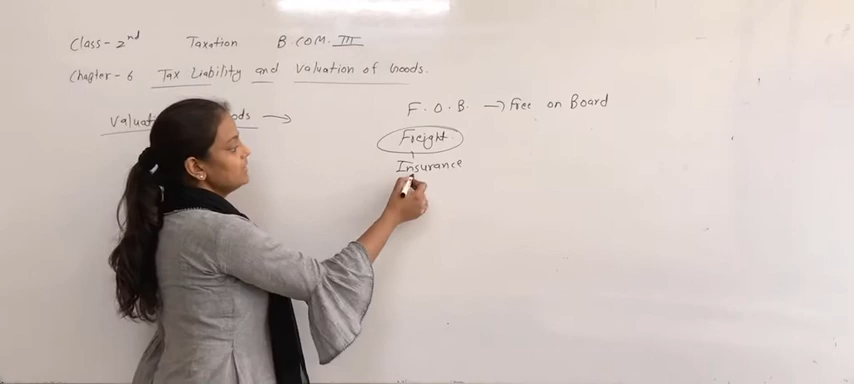 Class - 2nd Taxation B COM. III
Chapter - 6 Tax Liability and Valuation of Goods.
F. O. B. → Free on Board
Freight
Insurance